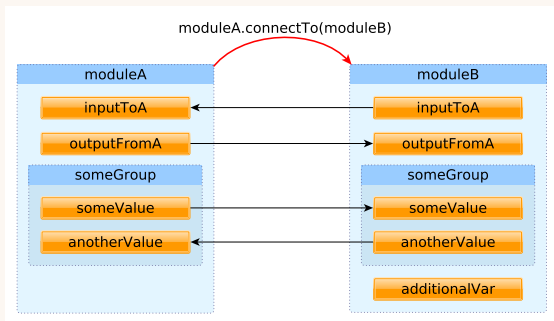 moduleA.connectTo(moduleB)
moduleA
moduleB
inputToA
inputToA
outputFromA
outputFromA
someGroup
someGroup
someValue
someValue
anotherValue
anotherValue
additionalVar